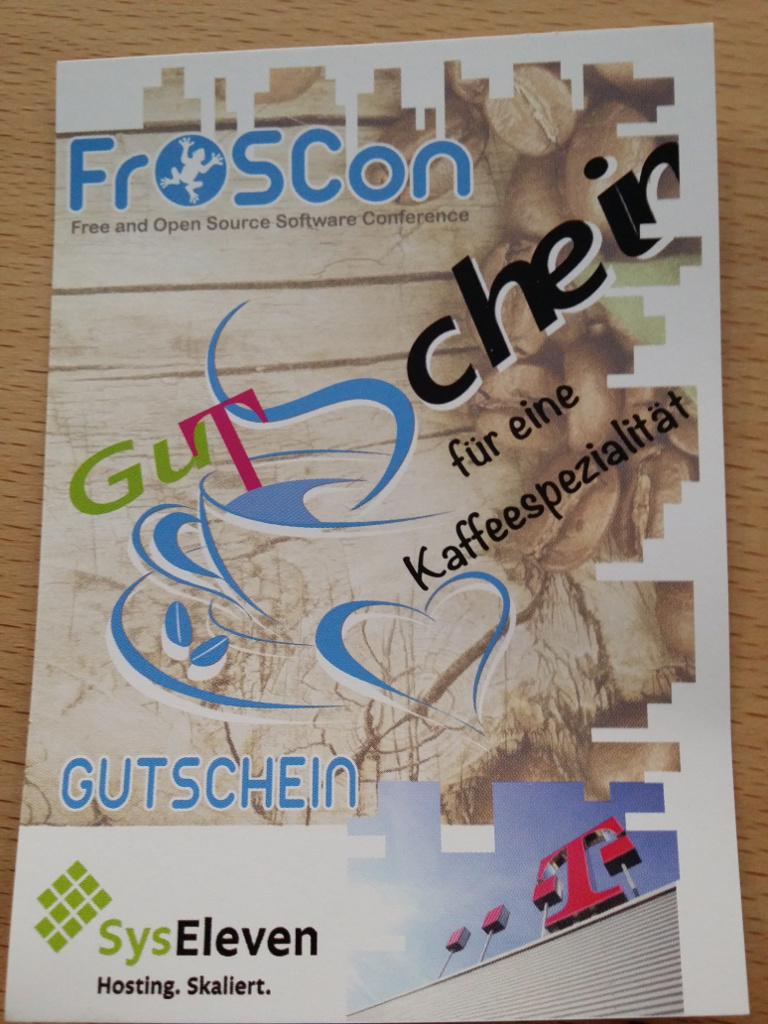 FrOSCon
Free and Open Source Software Conference
GuTschein
für eine
Kaffeespezialität
GUTSCHEIN
SysEleven
Hosting. Skaliert.
T